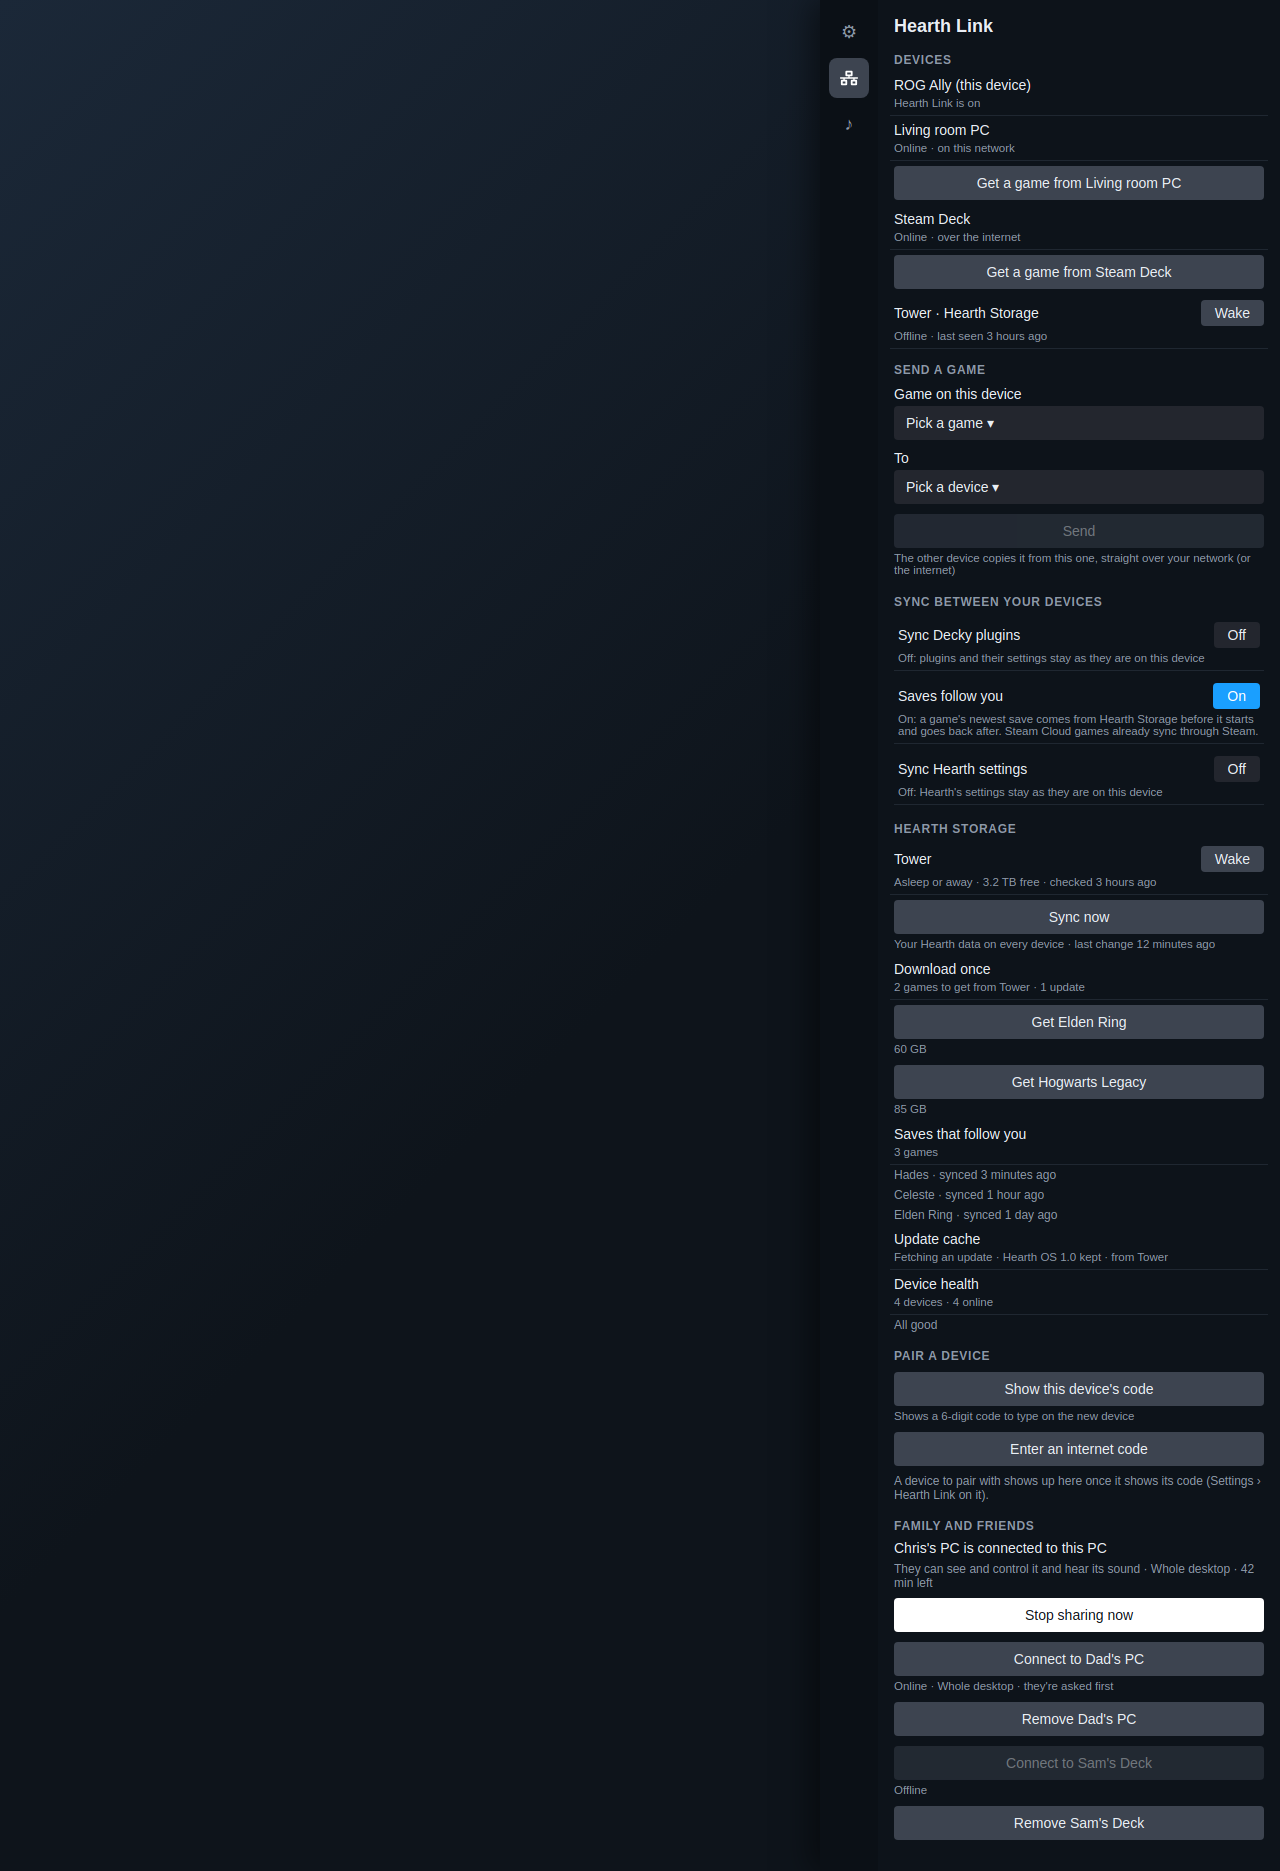 Hearth Link
DEVICES
ROG Ally (this device)
Hearth Link is on
Living room PC
Online · on this network
Get a game from Living room PC
Steam Deck
Online · over the internet
Get a game from Steam Deck
Tower · Hearth Storage
Wake
Offline · last seen 3 hours ago
SEND A GAME
Game on this device
Pick a game ▾
To
Pick a device ▾
Send
The other device copies it from this one, straight over your network (or
the internet)
SYNC BETWEEN YOUR DEVICES
Sync Decky plugins
Off
Off: plugins and their settings stay as they are on this device
Saves follow you
On
On: a game's newest save comes from Hearth Storage before it starts
and goes back after. Steam Cloud games already sync through Steam.
Sync Hearth settings
Off
Off: Hearth's settings stay as they are on this device
HEARTH STORAGE
Tower
Wake
Asleep or away · 3.2 TB free · checked 3 hours ago
Sync now
Your Hearth data on every device · last change 12 minutes ago
Download once
2 games to get from Tower · 1 update
Get Elden Ring
60 GB
Get Hogwarts Legacy
85 GB
Saves that follow you
3 games
Hades · synced 3 minutes ago
Celeste · synced 1 hour ago
Elden Ring · synced 1 day ago
Update cache
Fetching an update · Hearth OS 1.0 kept · from Tower
Device health
4 devices · 4 online
All good
PAIR A DEVICE
Show this device's code
Shows a 6-digit code to type on the new device
Enter an internet code
A device to pair with shows up here once it shows its code (Settings ›
Hearth Link on it).
FAMILY AND FRIENDS
Chris's PC is connected to this PC
They can see and control it and hear its sound · Whole desktop · 42
min left
Stop sharing now
Connect to Dad's PC
Online · Whole desktop · they're asked first
Remove Dad's PC
Connect to Sam's Deck
Offline
Remove Sam's Deck